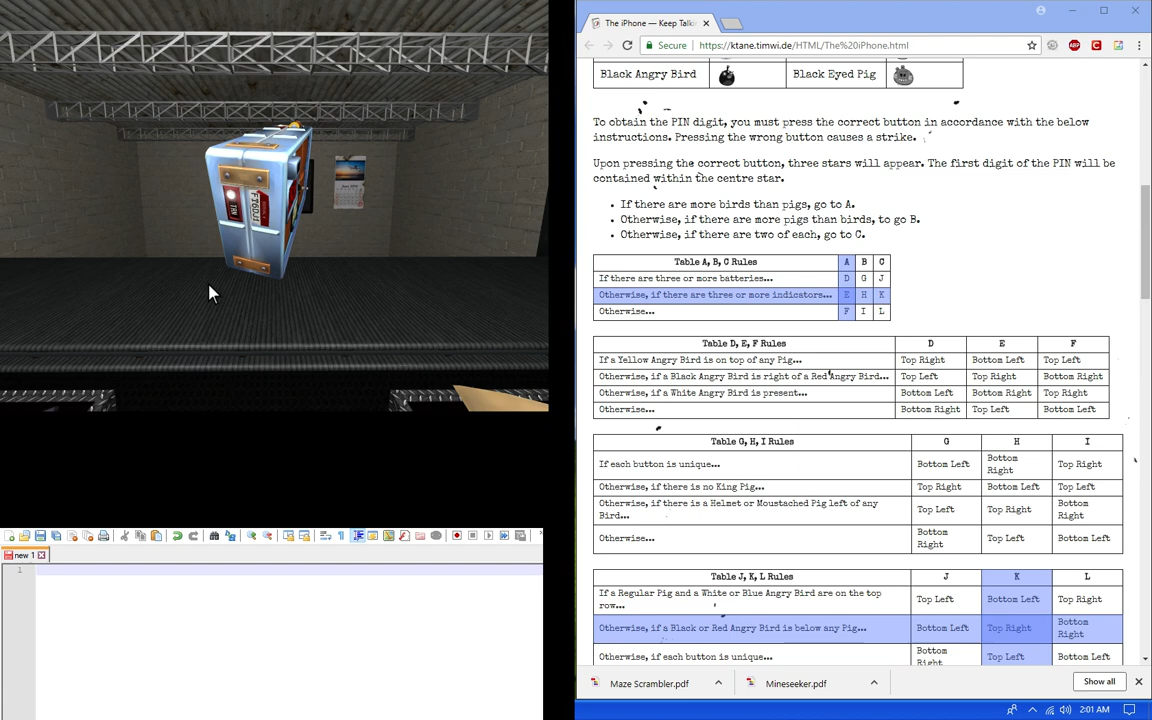 The iPhone — Keep Talki
Secure
https://ktane.timwi.de/HTML/The%20iPhone.html
Black Angry Bird
Black Eyed Pig
To obtain the PIN digit, you must press the correct button in accordance with the below
instructions. Pressing the wrong button causes a strike.
Upon pressing the correct button, three stars will appear. The first digit of the PIN will be
contained within the centre star.
If there are more birds than pigs, go to A.
Otherwise, if there are more pigs than birds, to go B.
Otherwise, if there are two of each, go to C.
Table A, B, C Rules A B C
If there are three or more batteries... D G J
Otherwise, if there are three or more indicators... E H K
Otherwise... F I L
Table D, E, F Rules D E F
If a Yellow Angry Bird is on top of any Pig... Top Right Bottom Left Top Left
Otherwise, if a Black Angry Bird is right of a Red Angry Bird... Top Left Top Right Bottom Right
Otherwise, if a White Angry Bird is present... Bottom Left Bottom Right Top Right
Otherwise... Bottom Right Top Left Bottom Left
Table G, H, I Rules G H I
If each button is unique... Bottom Left Bottom Right Top Right
Otherwise, if there is no King Pig... Top Right Bottom Left Top Left
Otherwise, if there is a Helmet or Moustached Pig left of any
Bird... Top Left Top Right Bottom Right
Otherwise... Bottom Right Top Left Bottom Left
Table J, K, L Rules J K L
If a Regular Pig and a White or Blue Angry Bird are on the top
row... Top Left Bottom Left Top Right
Otherwise, if a Black or Red Angry Bird is below any Pig... Bottom Left Top Right Bottom Right
Otherwise, if each button is unique... Bottom Right Top Left Bottom Left
Maze Scrambler.pdf
Mineseeker.pdf
Show all
2:01 AM
TRN
new 1
1